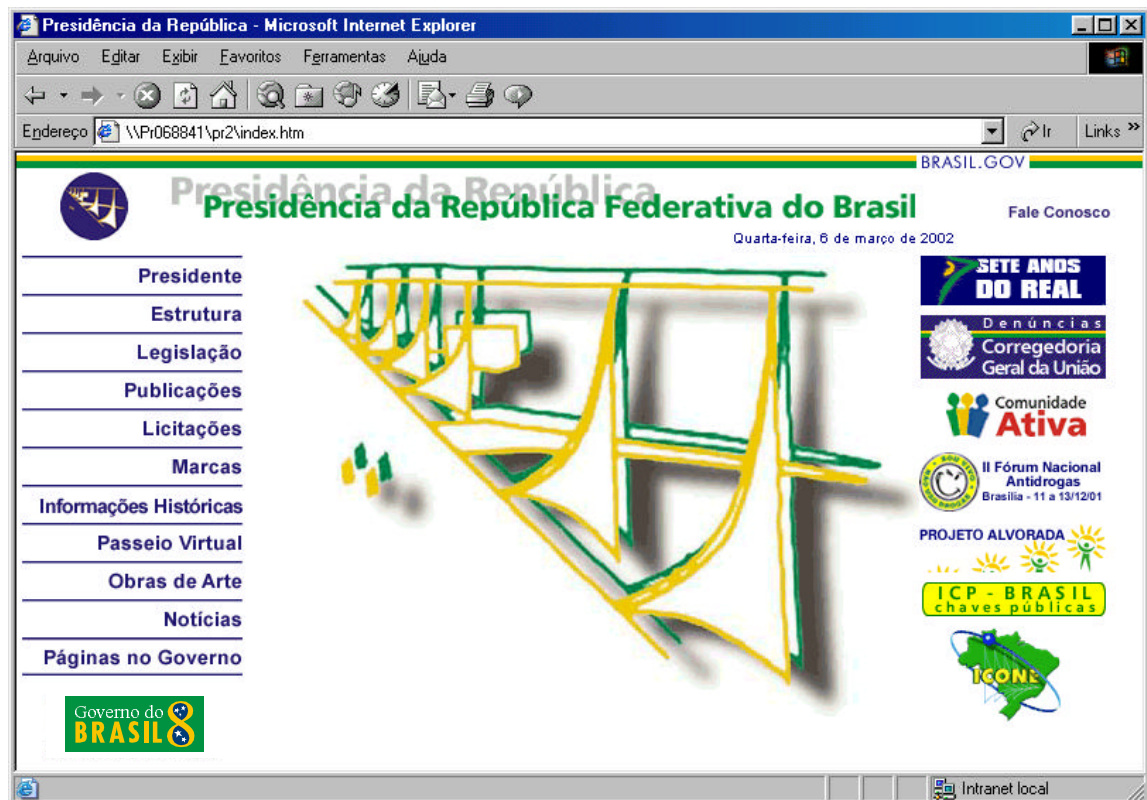 Presidência da República - Microsoft Internet Explorer
Arquivo Editar Exibir Favoritos Ferramentas Ajuda
Endereço \\Pr068841\pr2\index.htm Ir Links »
BRASIL.GOV
Presidência da República
Presidência da República Federativa do Brasil
Fale Conosco
Quarta-feira, 6 de março de 2002
Presidente
Estrutura
Legislação
Publicações
Licitações
Marcas
Informações Históricas
Passeio Virtual
Obras de Arte
Notícias
Páginas no Governo
Governo do
BRASIL
SETE ANOS
DO REAL
Denúncias
Corregedoria
Geral da União
Comunidade
Ativa
II Fórum Nacional
Antidrogas
Brasília - 11 a 13/12/01
PROJETO ALVORADA
ICP - BRASIL
chaves públicas
ICONE
Intranet local